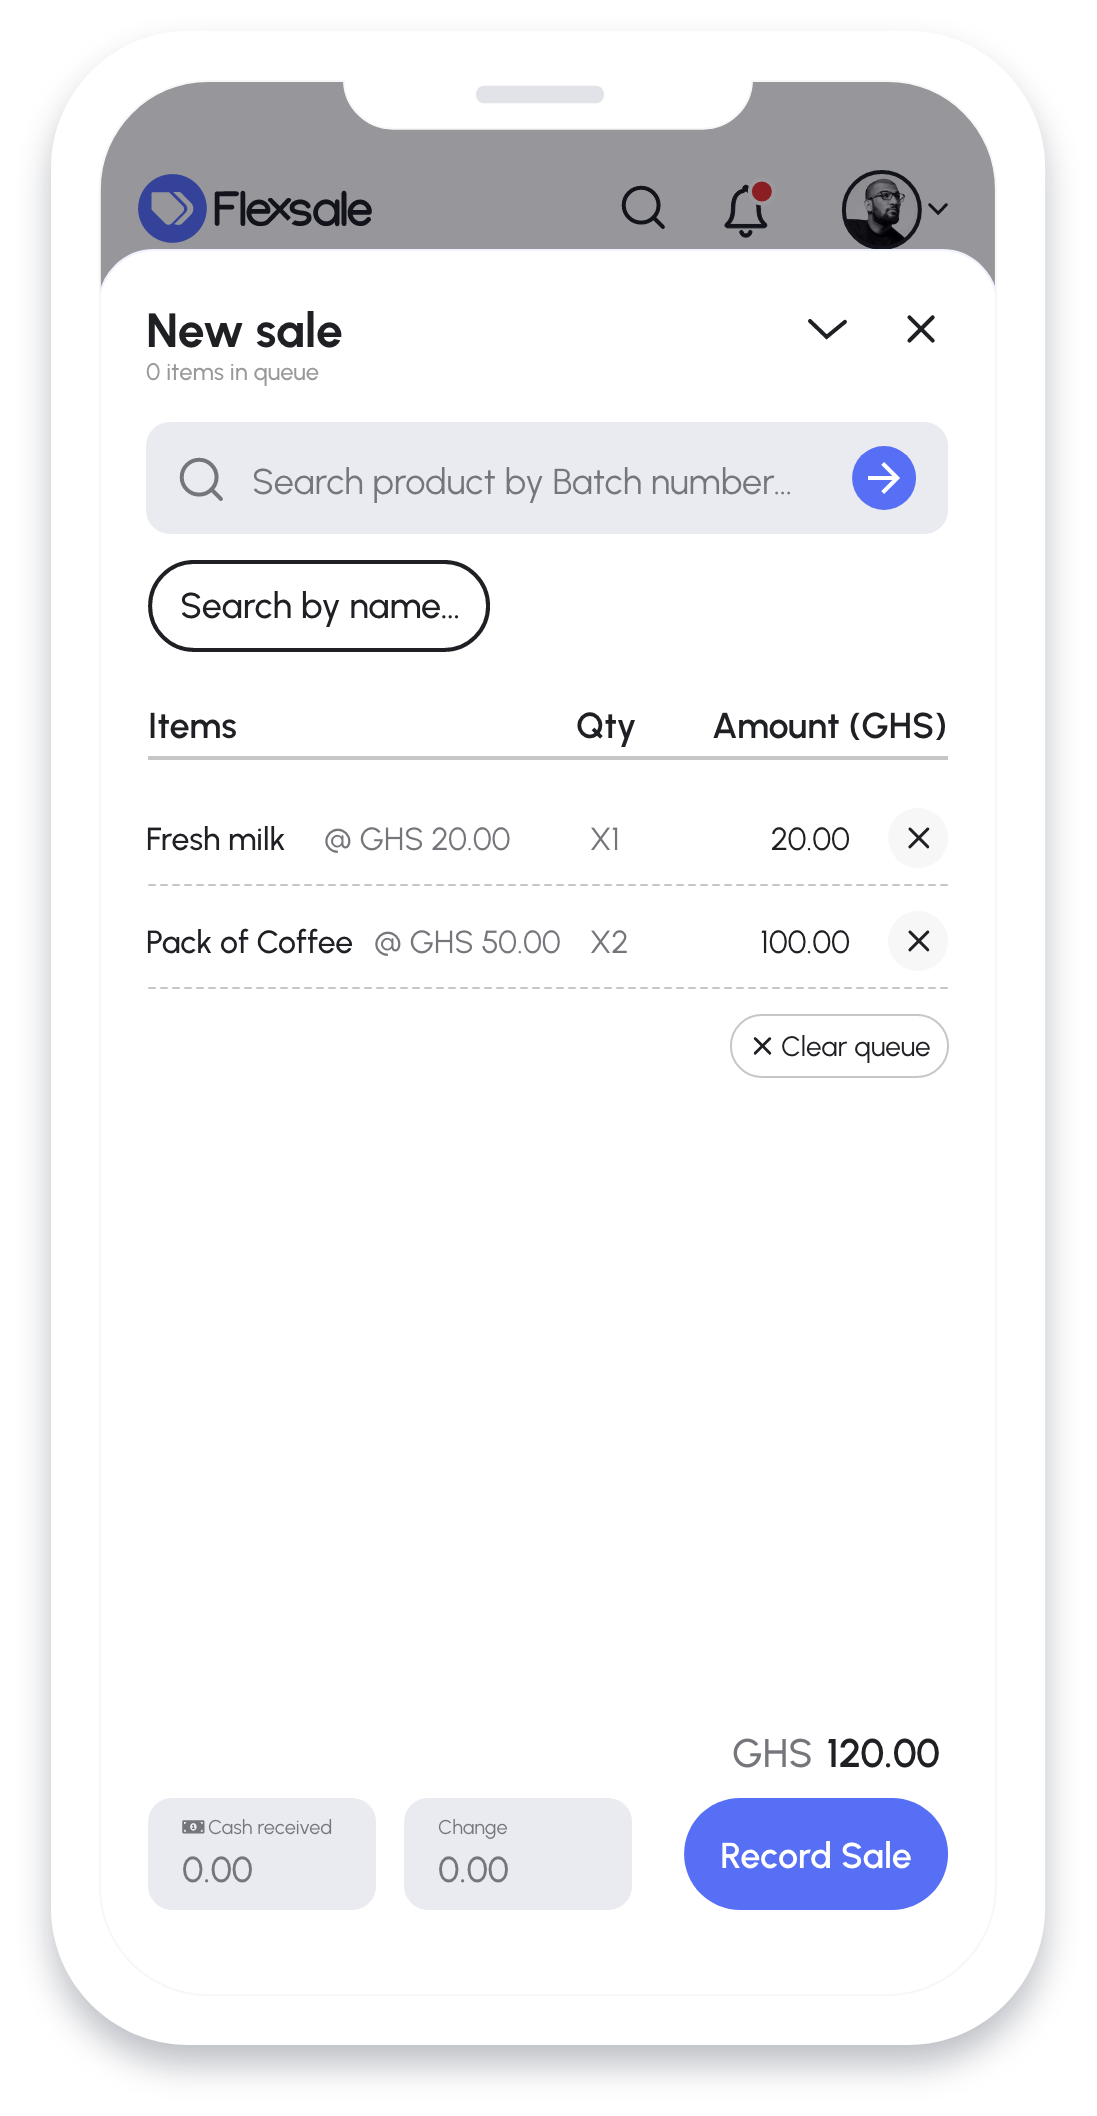 Flexsale
New sale
0 items in queue
Search product by Batch number...
Search by name...
Items Qty Amount (GHS)
Fresh milk @ GHS 20.00 X1 20.00
Pack of Coffee @ GHS 50.00 X2 100.00
Clear queue
GHS 120.00
Cash received Change
0.00 0.00
Record Sale